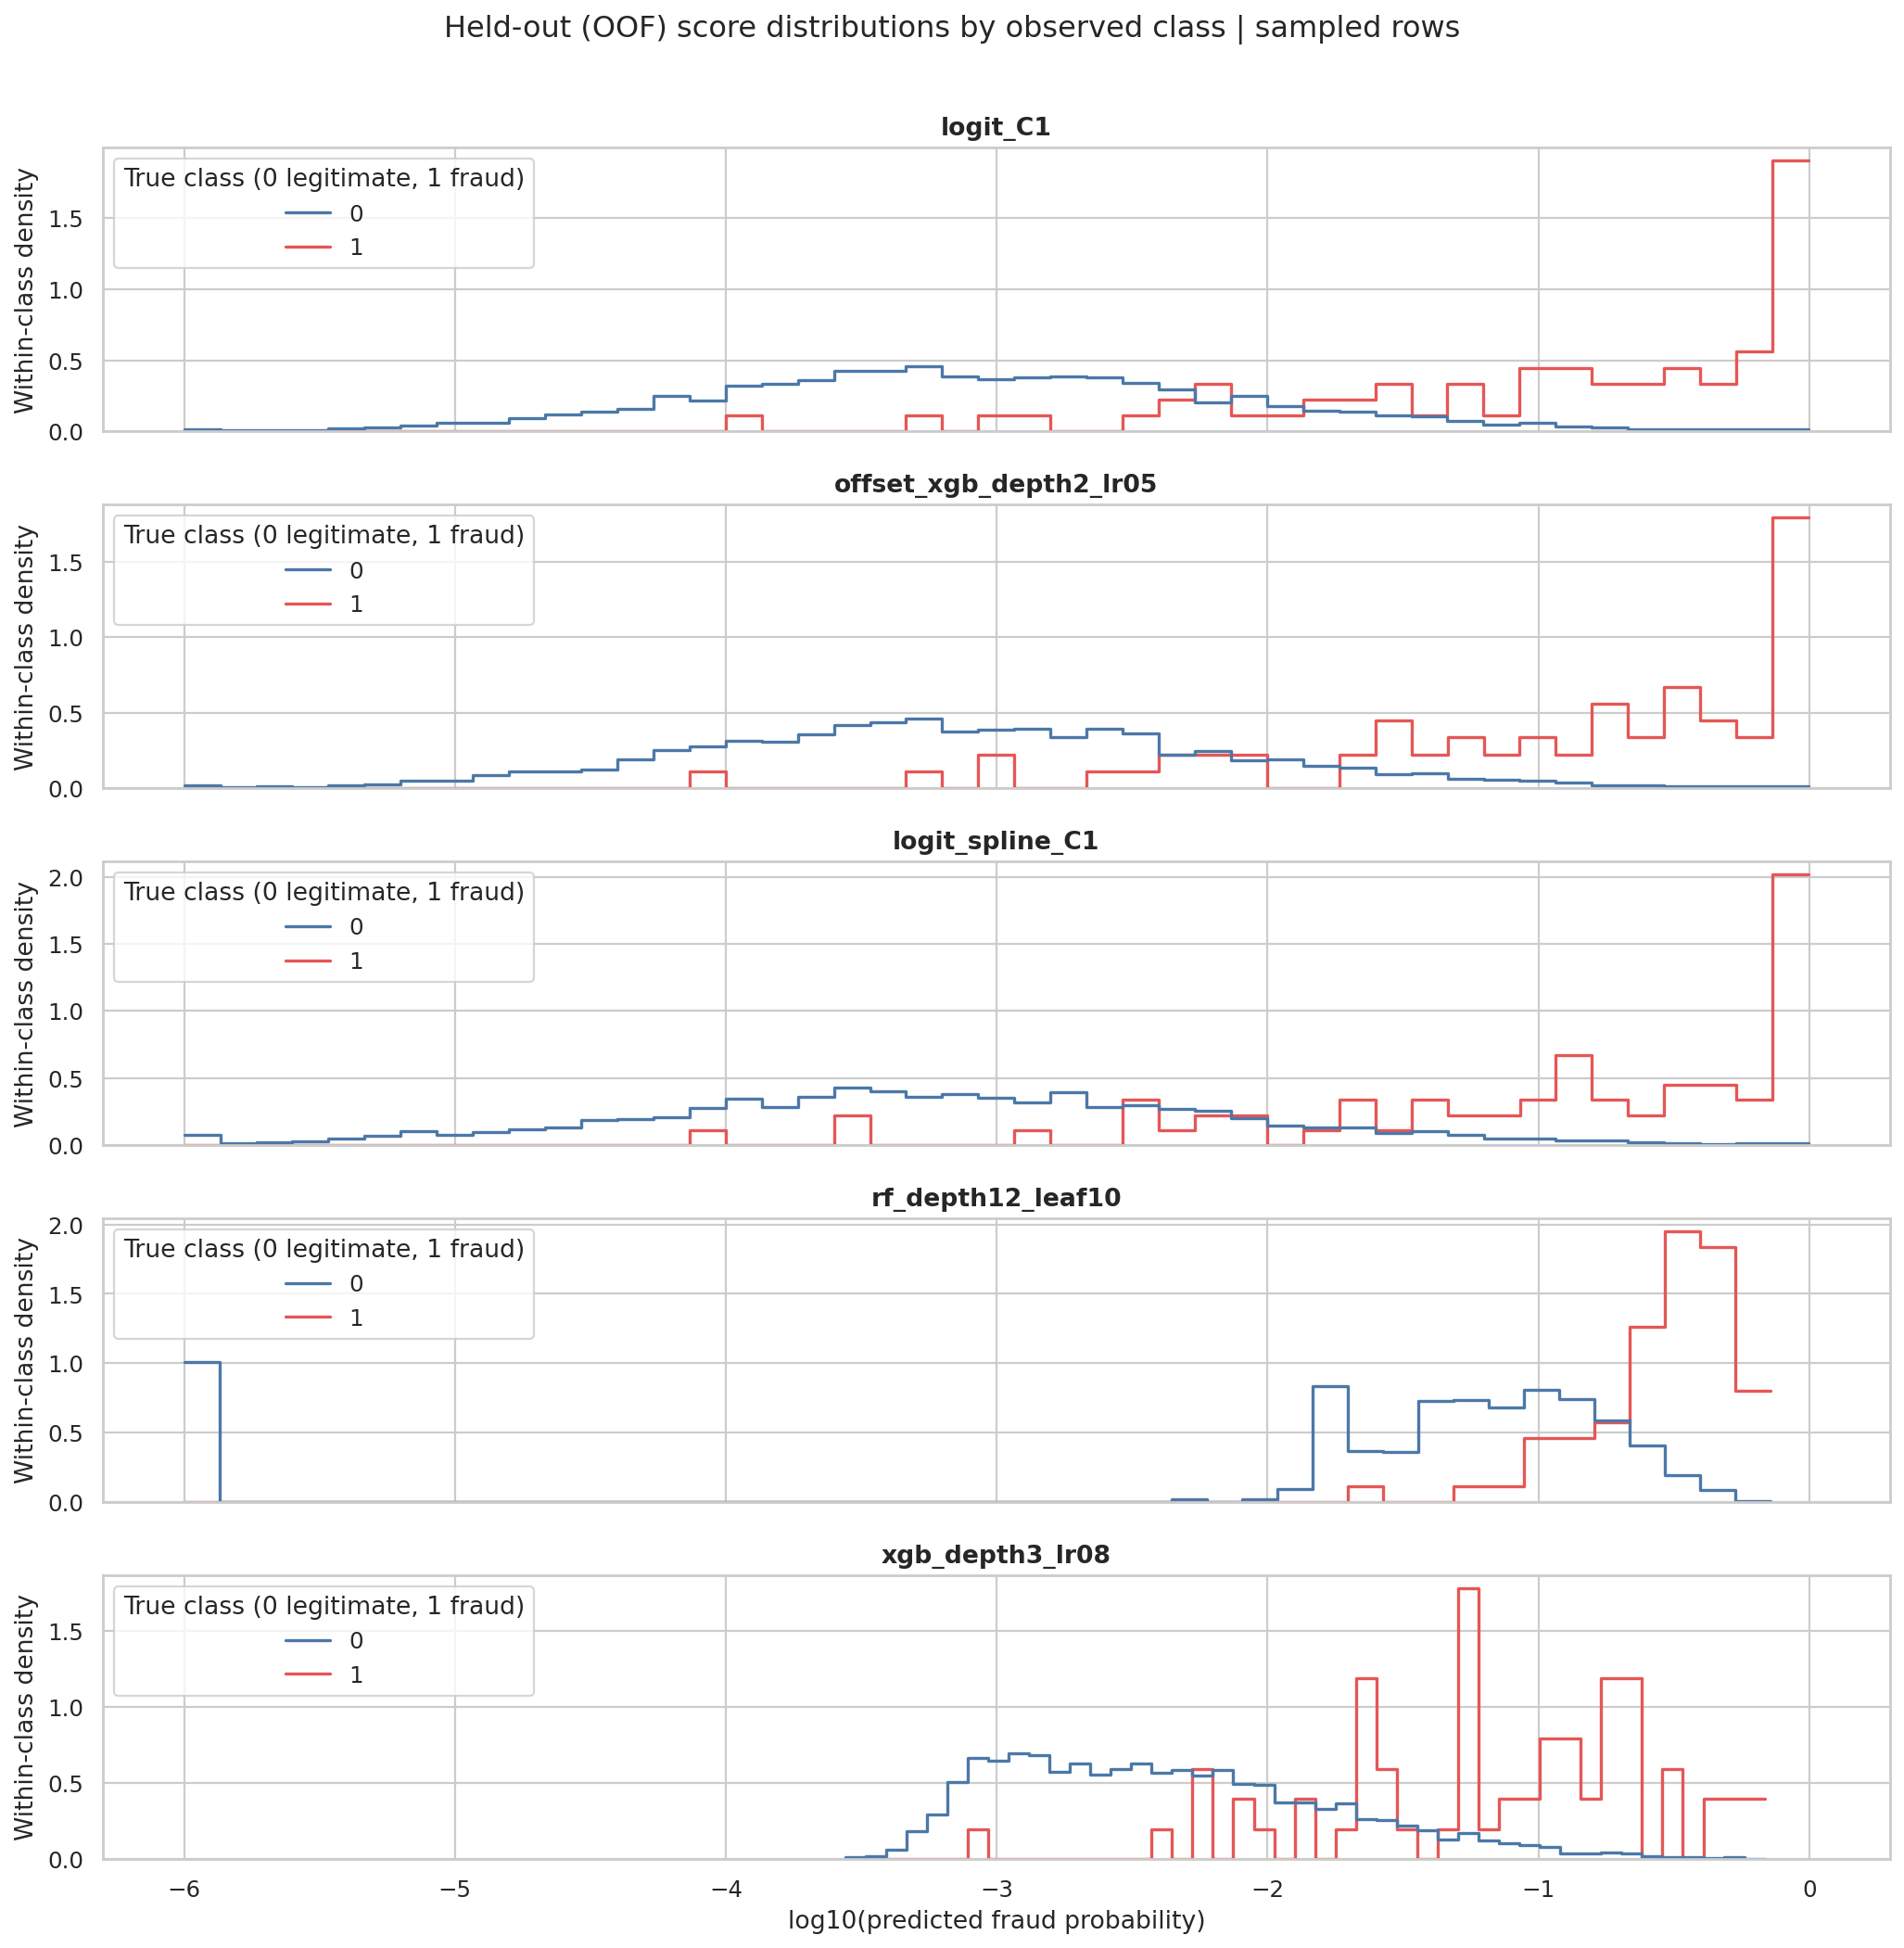 Held-out (OOF) score distributions by observed class | sampled rows
logit_C1
Within-class density
1.5
1.0
0.5
0.0
True class (0 legitimate, 1 fraud)
0
1
offset_xgb_depth2_lr05
Within-class density
1.5
1.0
0.5
0.0
True class (0 legitimate, 1 fraud)
0
1
logit_spline_C1
Within-class density
2.0
1.5
1.0
0.5
0.0
True class (0 legitimate, 1 fraud)
0
1
rf_depth12_leaf10
Within-class density
2.0
1.5
1.0
0.5
0.0
True class (0 legitimate, 1 fraud)
0
1
xgb_depth3_lr08
Within-class density
1.5
1.0
0.5
0.0
True class (0 legitimate, 1 fraud)
0
1
−6 −5 −4 −3 −2 −1 0
log10(predicted fraud probability)